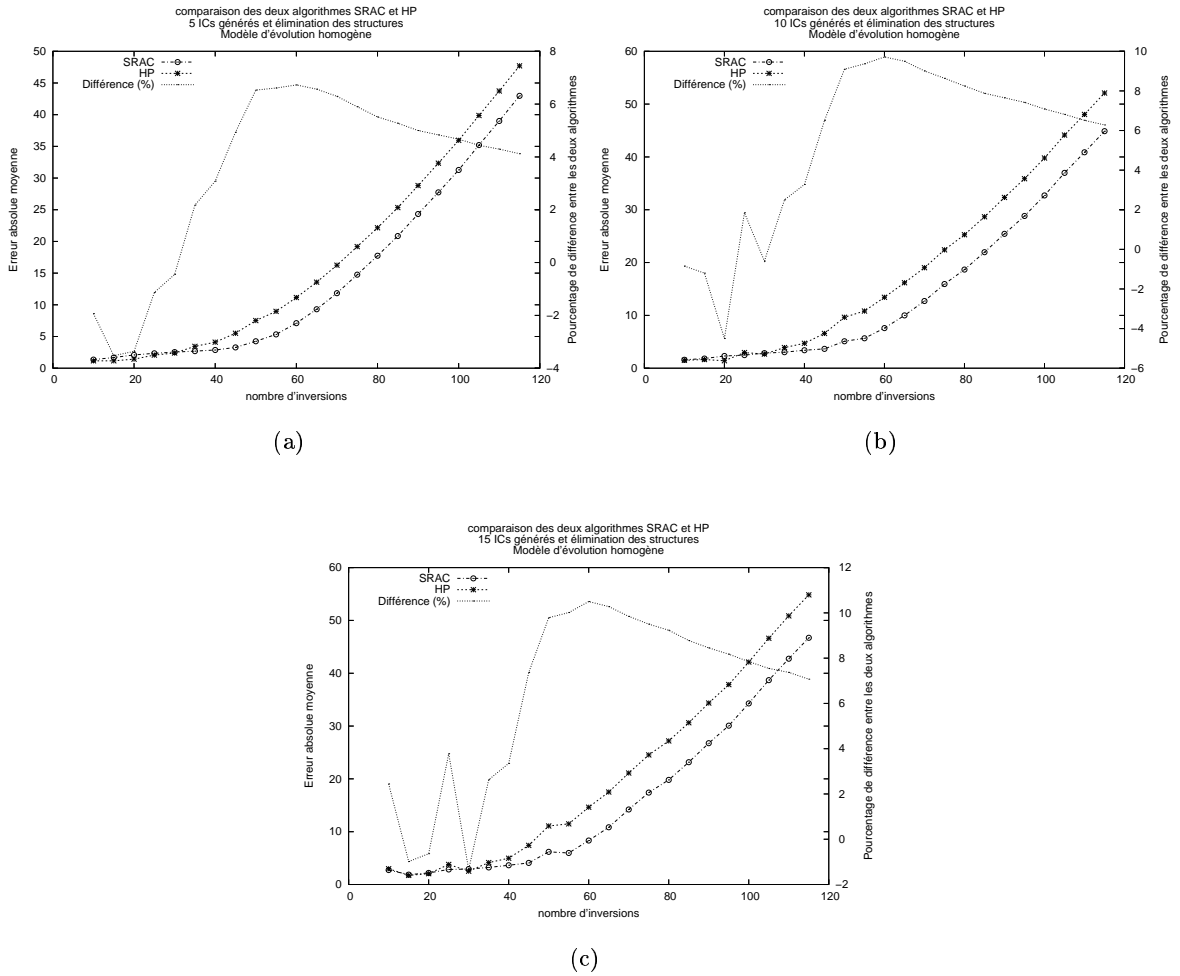 comparaison des deux algorithmes SRAC et HP
5 ICs générés et élimination des structures
Modèle d'évolution homogène
SRAC
HP
Différence (%)
50
45
40
35
30
25
20
15
10
5
0
8
6
4
2
0
−2
−4
0
20
40
60
80
100
120
Erreur absolue moyenne
Pourcentage de différence entre les deux algorithmes
nombre d'inversions
(a)
comparaison des deux algorithmes SRAC et HP
10 ICs générés et élimination des structures
Modèle d'évolution homogène
SRAC
HP
Différence (%)
60
50
40
30
20
10
0
10
8
6
4
2
0
−2
−4
−6
0
20
40
60
80
100
120
Erreur absolue moyenne
Pourcentage de différence entre les deux algorithmes
nombre d'inversions
(b)
comparaison des deux algorithmes SRAC et HP
15 ICs générés et élimination des structures
Modèle d'évolution homogène
SRAC
HP
Différence (%)
60
50
40
30
20
10
0
12
10
8
6
4
2
0
−2
0
20
40
60
80
100
120
Erreur absolue moyenne
Pourcentage de différence entre les deux algorithmes
nombre d'inversions
(c)